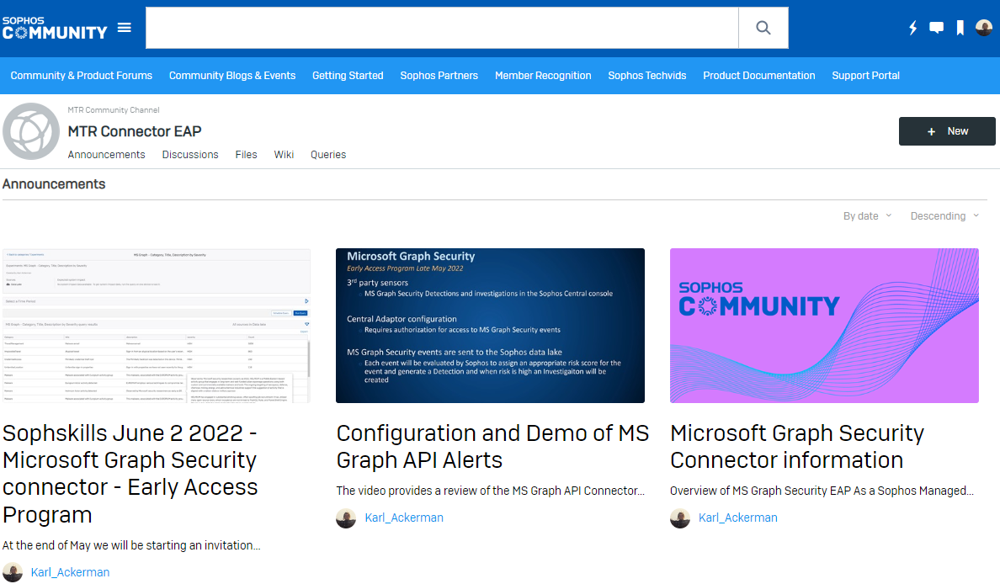 SOPHOS
COMMUNITY
Community & Product Forums Community Blogs & Events Getting Started Sophos Partners Member Recognition Sophos Techvids Product Documentation Support Portal
MTR Community Channel
MTR Connector EAP
+ New
Announcements Discussions Files Wiki Queries
Announcements
By date Descending
MS Graph - Category, Title, Description by Severity
Select a Time Period
Microsoft Graph Security
Early Access Program Late May 2022
3rd party sensors
MS Graph Security Detections and investigations in the Sophos Central console
Central Adaptor configuration
Requires authorization for access to MS Graph Security events
MS Graph Security events are sent to the Sophos data lake
Each event will be evaluated by Sophos to assign an appropriate risk score for the
event and generate a Detection and when risk is high an Investigaiton will be
created
SOPHOS
COMMUNITY
Sophskills June 2 2022 -
Microsoft Graph Security
connector - Early Access
Program
At the end of May we will be starting an invitation...
Karl_Ackerman
Configuration and Demo of MS
Graph API Alerts
The video provides a review of the MS Graph API Connector...
Karl_Ackerman
Microsoft Graph Security
Connector information
Overview of MS Graph Security EAP As a Sophos Managed...
Karl_Ackerman